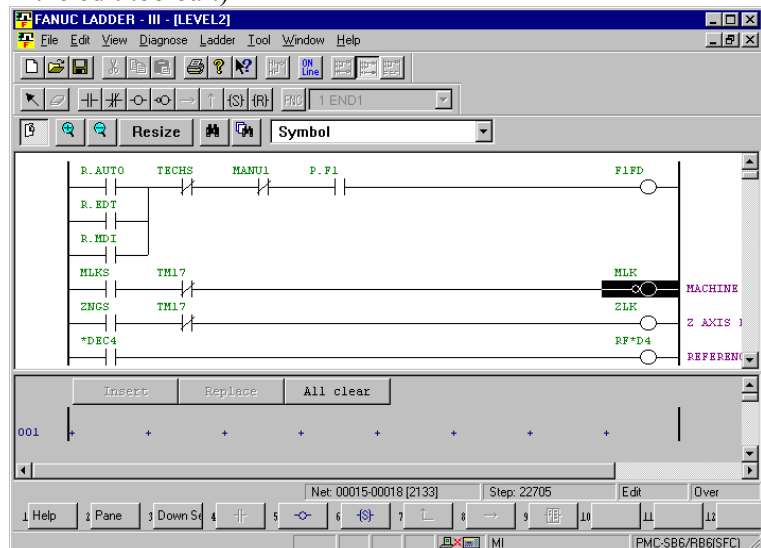 FANUC LADDER - III - [LEVEL2]
File Edit View Diagnose Ladder Tool Window Help
ON Line
{S} {R} FNC 1 END1
Resize Symbol
R.AUTO TECHS MANU1 P.F1 F1FD
R.EDT
R.MDI
MLKS TM17 MLK
MACHINE
ZNGS TM17 ZLK
Z AXIS
*DEC4 RF*D4
REFEREN
Insert Replace All clear
001
Net: 00015-00018 [2133] Step: 22705 Edit Over
1 Help 2 Pane 3 Down Se 4 5 6 {S} 7 8 9 10 11 12
MI PMC-SB6/RB6(SFC)